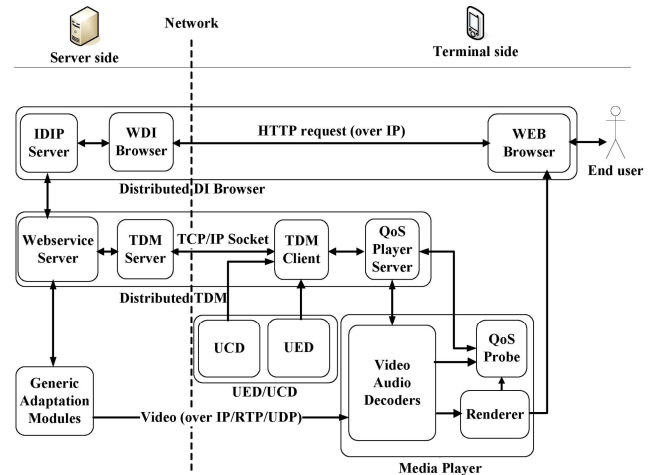 Network
Server side
Terminal side
IDIP
Server
WDI
Browser
HTTP request (over IP)
WEB
Browser
End user
Distributed DI Browser
Webservice
Server
TDM
Server
TCP/IP Socket
TDM
Client
QoS
Player
Server
Distributed TDM
UCD
UED
UED/UCD
Generic
Adaptation
Modules
Video (over IP/RTP/UDP)
Video
Audio
Decoders
QoS
Probe
Renderer
Media Player